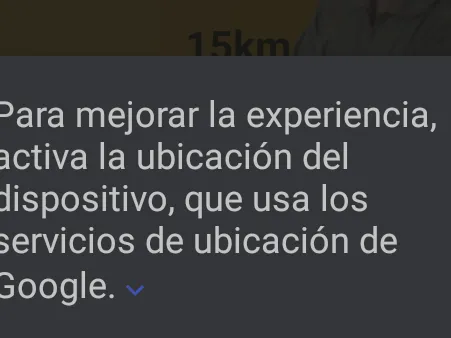 15km
Para mejorar la experiencia,
activa la ubicación del
dispositivo, que usa los
servicios de ubicación de
Google.